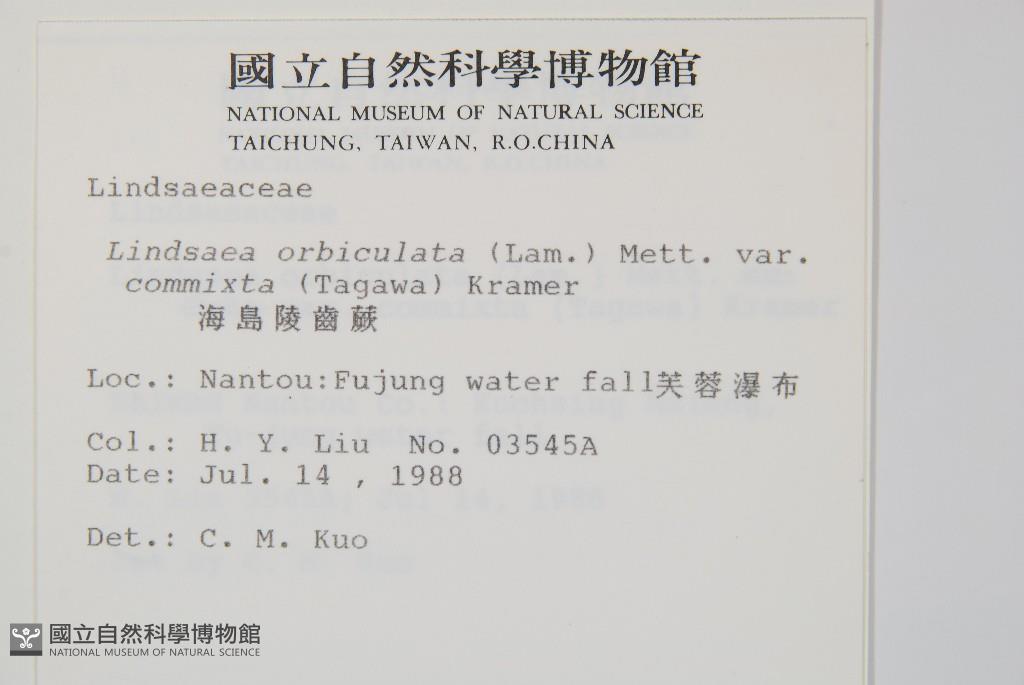 國立自然科學博物館
NATIONAL MUSEUM OF NATURAL SCIENCE
TAICHUNG, TAIWAN, R.O.CHINA
Lindsaeaceae
Lindsaea orbiculata (Lam.) Mett. var.
commixta (Tagawa) Kramer
海島陵齒蕨
Loc.: Nantou:Fujung water fall芙蓉瀑布
Col.: H. Y. Liu No. 03545A
Date: Jul. 14 , 1988
Det.: C. M. Kuo
國立自然科學博物館
NATIONAL MUSEUM OF NATURAL SCIENCE